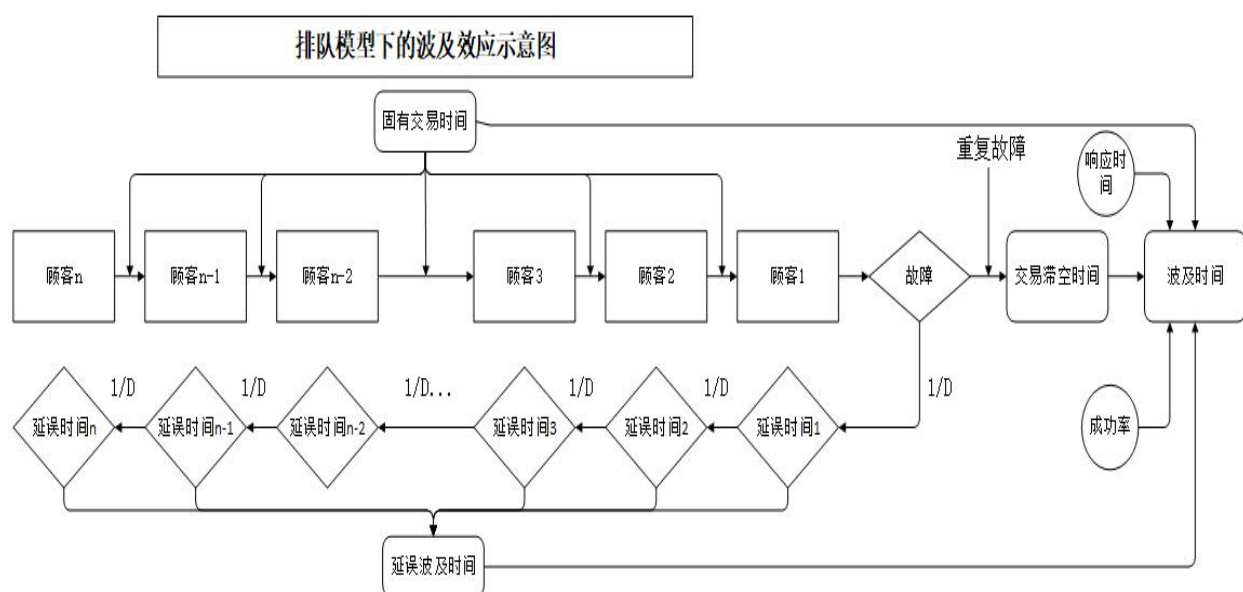 排队模型下的波及效应示意图
固有交易时间
重复故障
响应时
间
顾客n
顾客n-1
顾客n-2
顾客3
顾客2
顾客1
故障
交易滞空时间
波及时间
1/D
1/D
1/D...
1/D
1/D
1/D
延误时间n
延误时间n-1
延误时间n-2
延误时间3
延误时间2
延误时间1
成功率
延误波及时间